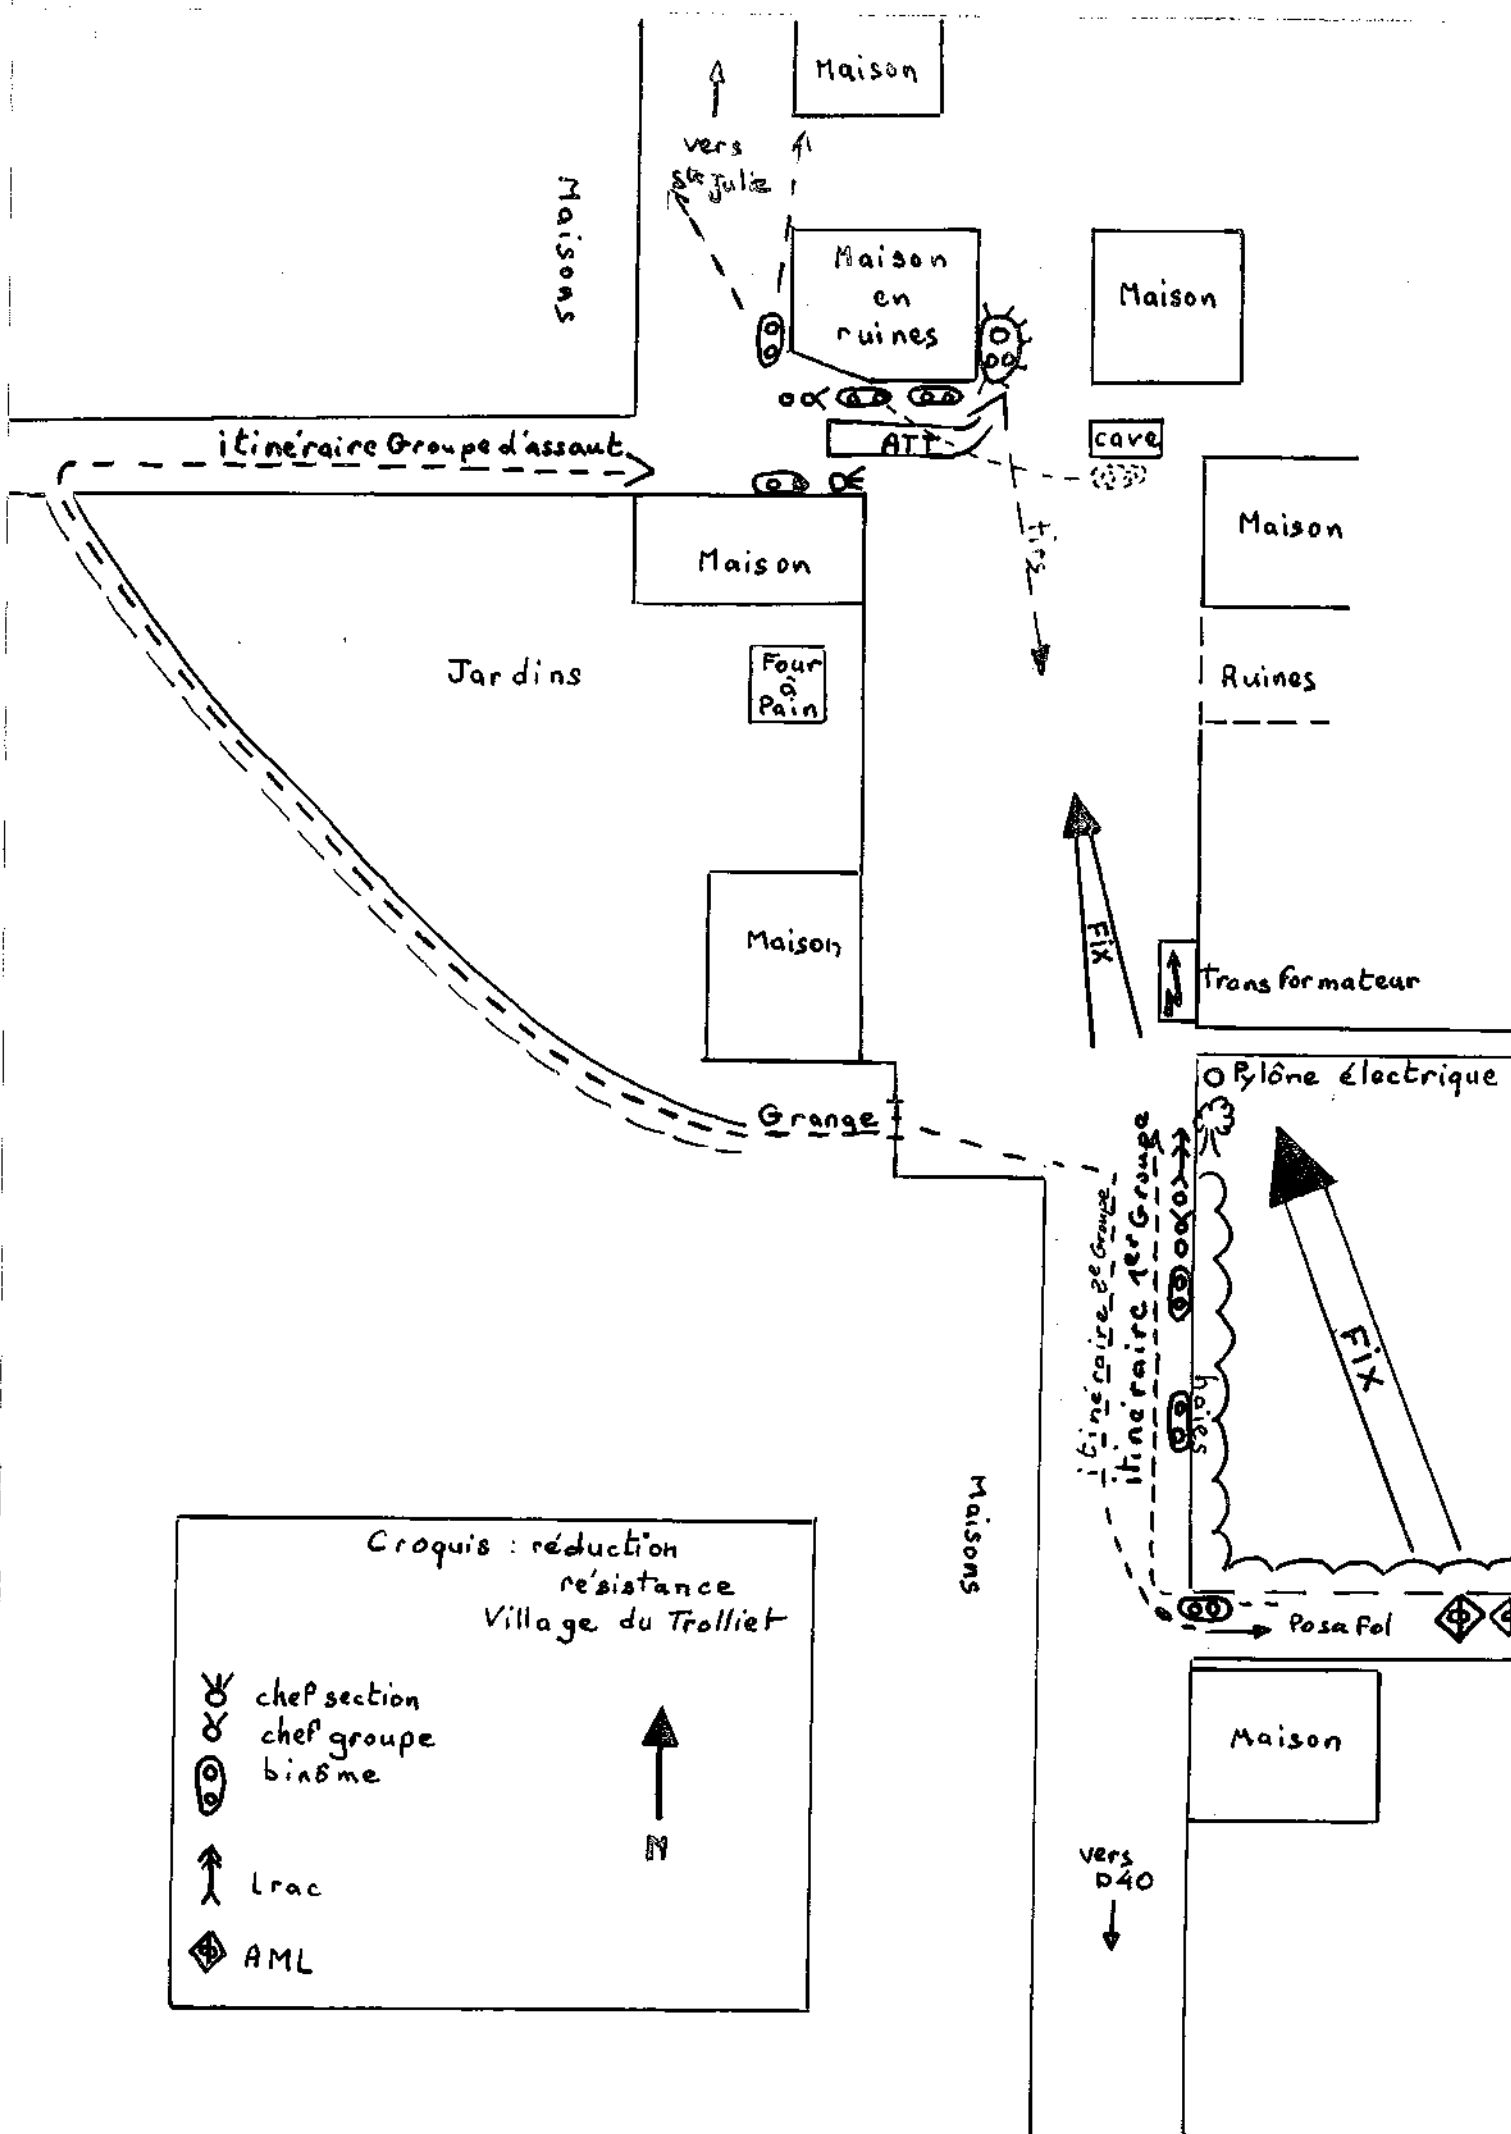 Maison
vers
Ste Julie
Maisons
Maison
en
ruines
Maison
itinéraire Groupe d'assaut
ATT
cave
Maison
Maison
tirs
Jardins
Four
à
Pain
Ruines
Maison
Fix
Transformateur
Pylône électrique
Grange
itinéraire 2e Groupe
itinéraire 1er Groupe
haies
Fix
Maisons
Posafol
Maison
vers
D40
Croquis : réduction
résistance
Village du Trolliet
chef section
chef groupe
binôme
lrac
AML
N